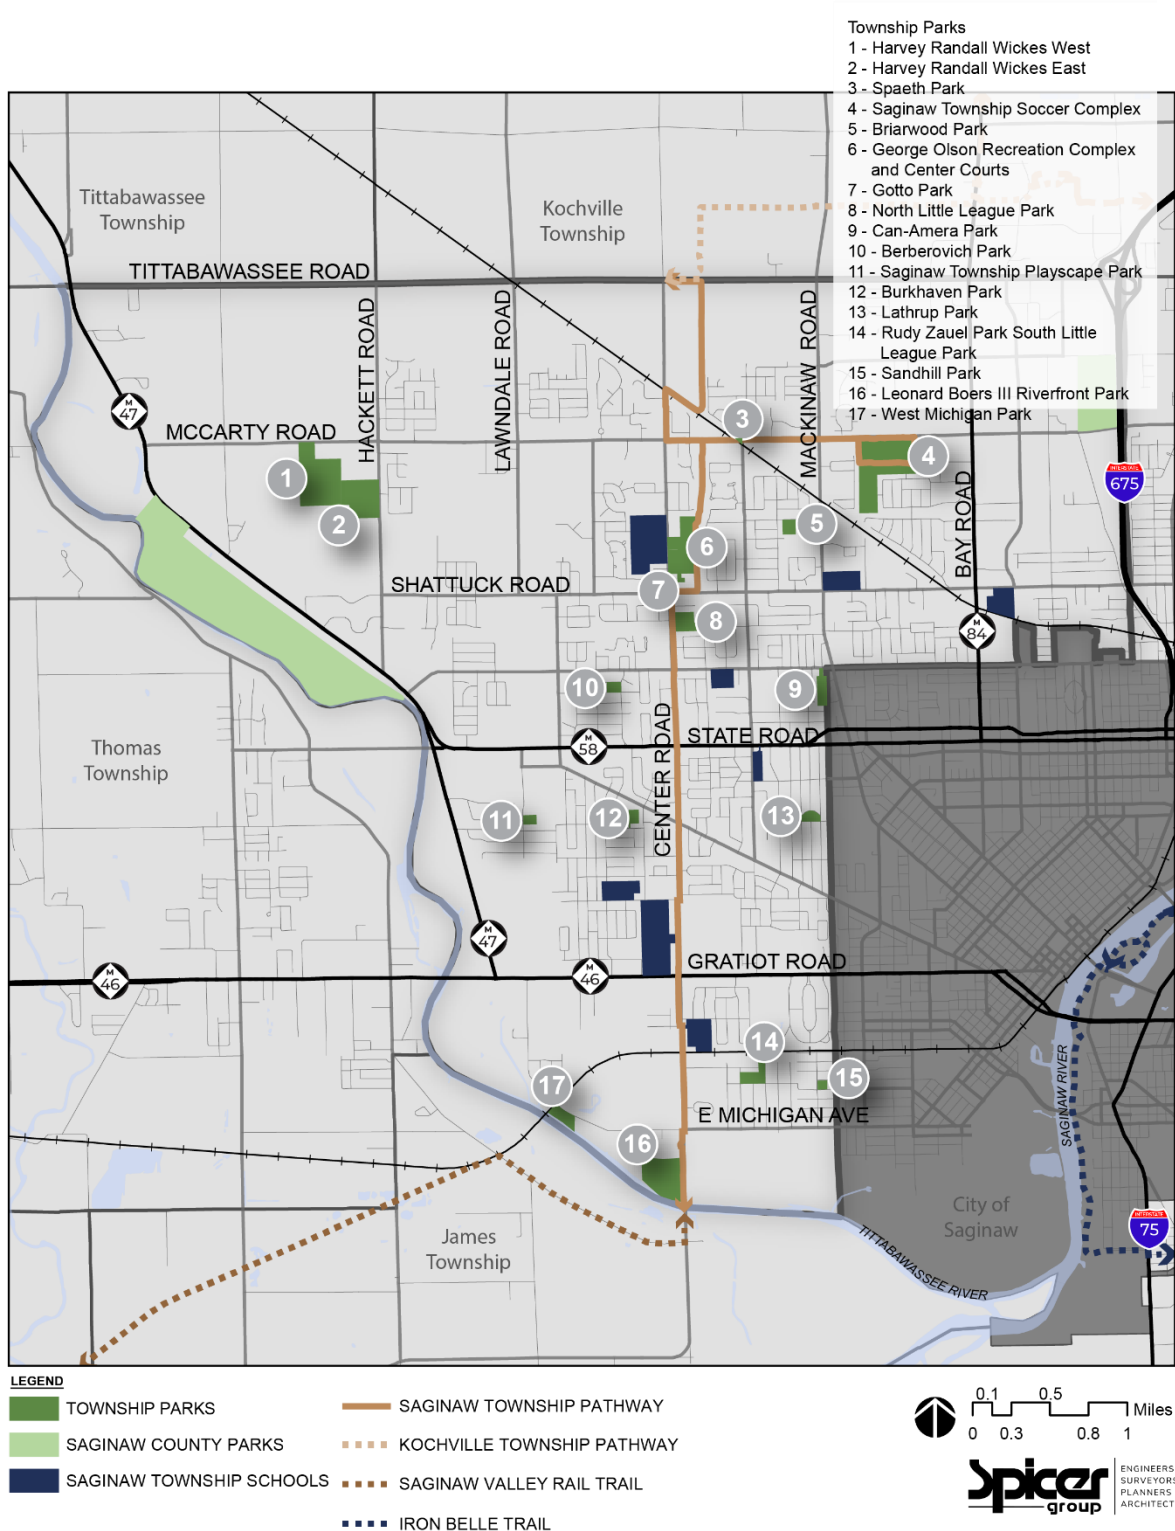 Township Parks
1 - Harvey Randall Wickes West
2 - Harvey Randall Wickes East
3 - Spaeth Park
4 - Saginaw Township Soccer Complex
5 - Briarwood Park
6 - George Olson Recreation Complex
and Center Courts
7 - Gotto Park
8 - North Little League Park
9 - Can-Amera Park
10 - Berberovich Park
11 - Saginaw Township Playscape Park
12 - Burkhaven Park
13 - Lathrup Park
14 - Rudy Zauel Park South Little
League Park
15 - Sandhill Park
16 - Leonard Boers III Riverfront Park
17 - West Michigan Park
Tittabawassee
Township
Kochville
Township
TITTABAWASSEE ROAD
HACKETT ROAD
LAWNDALE ROAD
MACKINAW ROAD
M
47
MCCARTY ROAD
3
4
1
2
BAY ROAD
INTERSTATE
675
5
6
SHATTUCK ROAD
7
8
M
84
10
9
CENTER ROAD
STATE ROAD
M
58
Thomas
Township
11
12
13
M
47
GRATIOT ROAD
M
46
M
46
14
15
17
E MICHIGAN AVE
16
SAGINAW RIVER
City of
Saginaw
James
Township
TITTABAWASSEE RIVER
INTERSTATE
75
LEGEND
TOWNSHIP PARKS
SAGINAW COUNTY PARKS
SAGINAW TOWNSHIP SCHOOLS
SAGINAW TOWNSHIP PATHWAY
KOCHVILLE TOWNSHIP PATHWAY
SAGINAW VALLEY RAIL TRAIL
IRON BELLE TRAIL
0.1 0.5
Miles
0 0.3 0.8 1
Spicer
group
ENGINEERS
SURVEYORS
PLANNERS
ARCHITECT